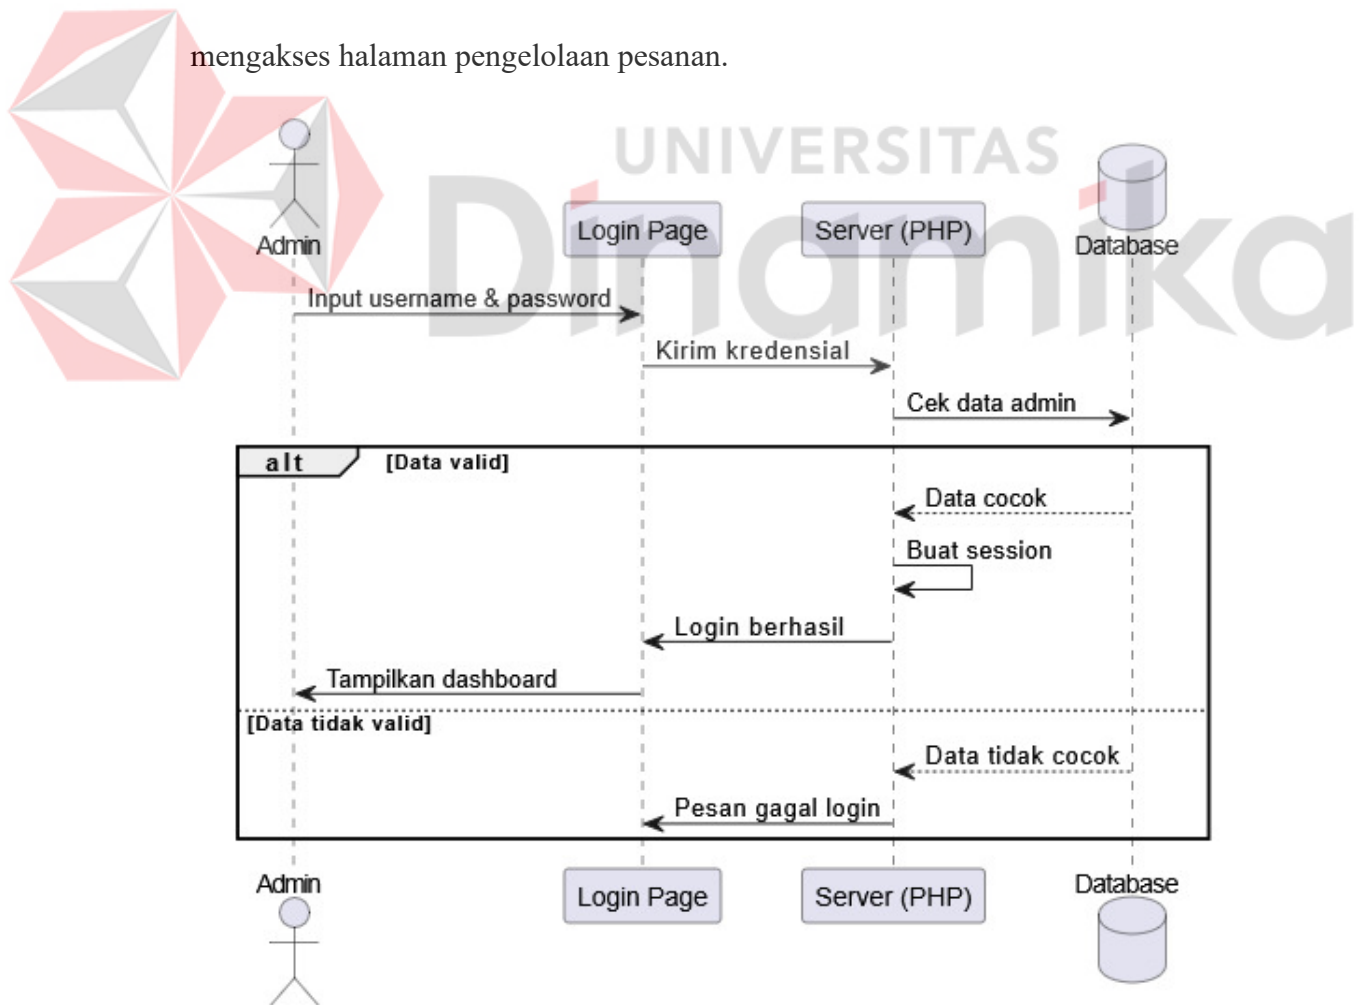 mengakses halaman pengelolaan pesanan.
UNIVERSITAS
Dinamika
Admin
Login Page
Server (PHP)
Database
Input username & password
Kirim kredensial
Cek data admin
alt
[Data valid]
Data cocok
Buat session
Login berhasil
Tampilkan dashboard
[Data tidak valid]
Data tidak cocok
Pesan gagal login
Admin
Login Page
Server (PHP)
Database